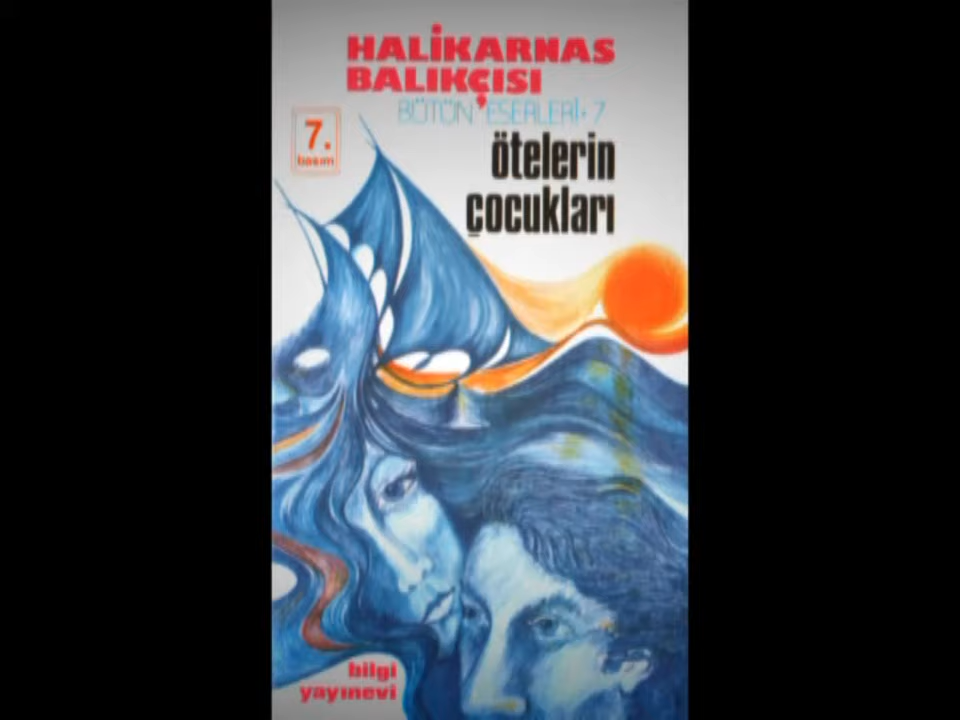 HALİKARNAS
BALIKÇISI
BÜTÜN ESERLERİ· 7
7.
basım
ötelerin
çocukları
bilgi
yayınevi